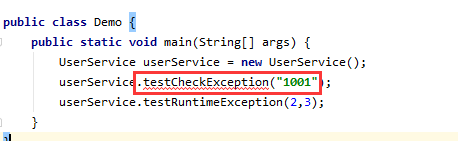 public class Demo {
public static void main(String[] args) {
UserService userService = new UserService();
userService.testCheckException("1001");
userService.testRuntimeException(2,3);
}
}